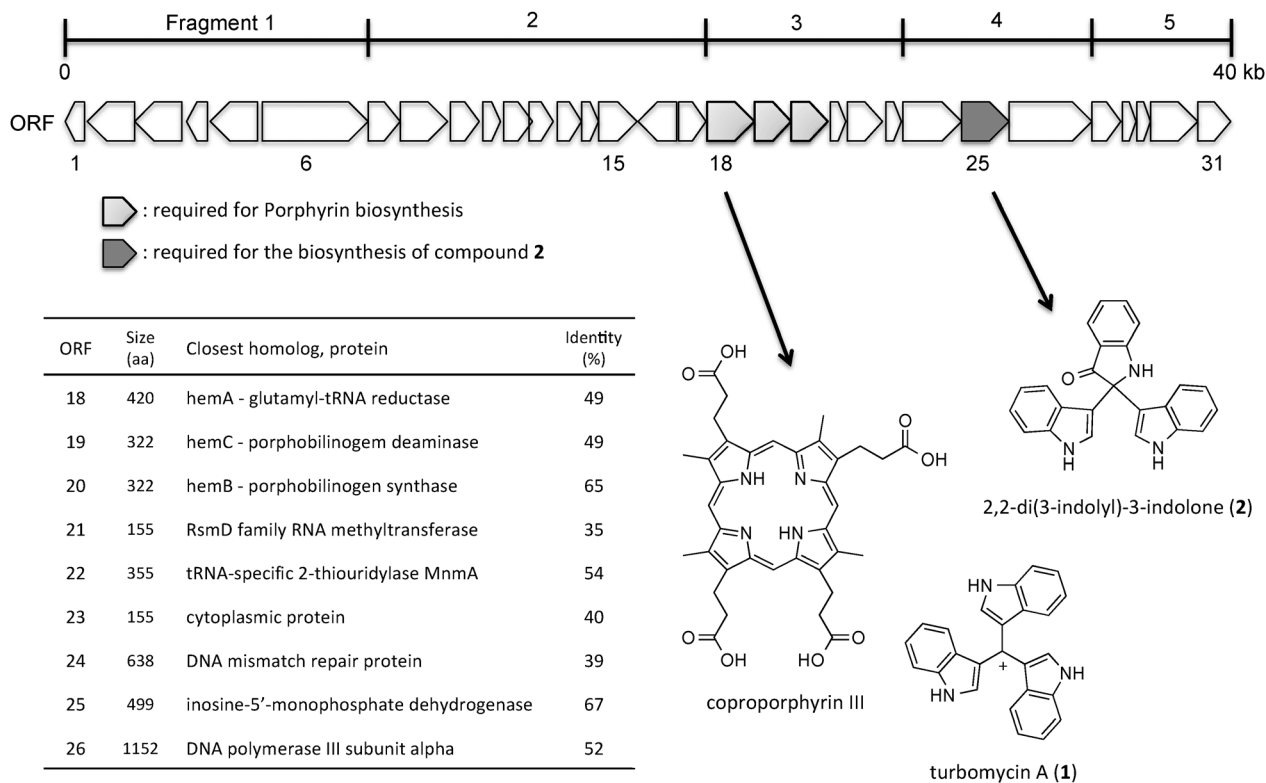 Fragment 1 2 3 4 5
0 40 kb
ORF
1 6 15 18 25 31
: required for Porphyrin biosynthesis
: required for the biosynthesis of compound 2
ORF Size (aa) Closest homolog, protein Identity (%)
18 420 hemA - glutamyl-tRNA reductase 49
19 322 hemC - porphobilinogem deaminase 49
20 322 hemB - porphobilinogen synthase 65
21 155 RsmD family RNA methyltransferase 35
22 355 tRNA-specific 2-thiouridylase MnmA 54
23 155 cytoplasmic protein 40
24 638 DNA mismatch repair protein 39
25 499 inosine-5’-monophosphate dehydrogenase 67
26 1152 DNA polymerase III subunit alpha 52
OH
O
O
OH
NH N
N HN
O
OH
O
HO
coproporphyrin III
O
NH
N
H
N
H
2,2-di(3-indolyl)-3-indolone (2)
HN
+
HN
NH
turbomycin A (1)